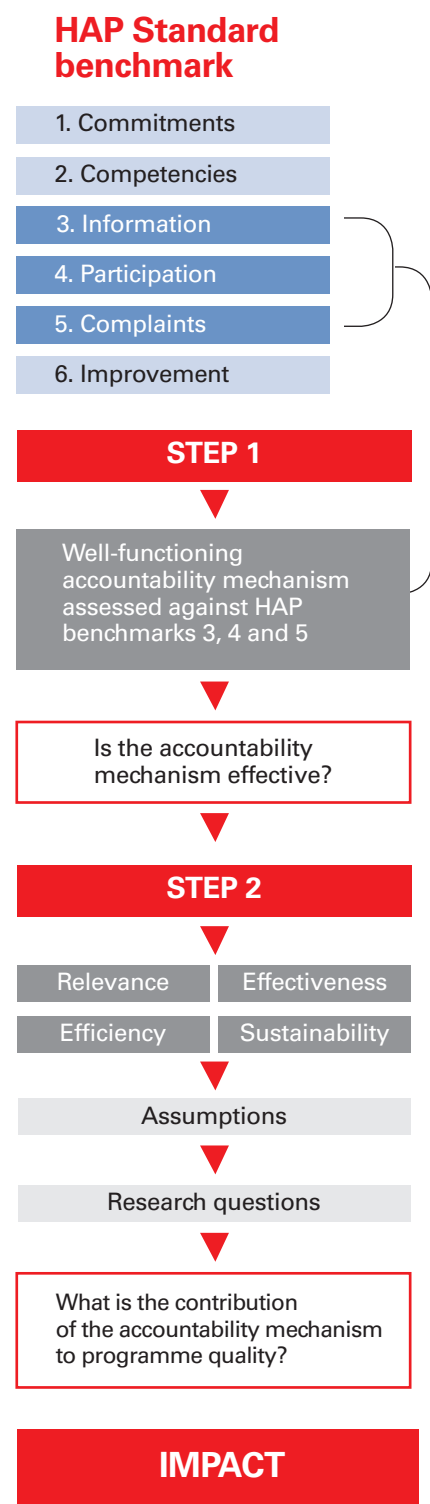 HAP Standard
benchmark
1. Commitments
2. Competencies
3. Information
4. Participation
5. Complaints
6. Improvement
STEP 1
Well-functioning
accountability mechanism
assessed against HAP
benchmarks 3, 4 and 5
Is the accountability
mechanism effective?
STEP 2
Relevance
Effectiveness
Efficiency
Sustainability
Assumptions
Research questions
What is the contribution
of the accountability mechanism
to programme quality?
IMPACT